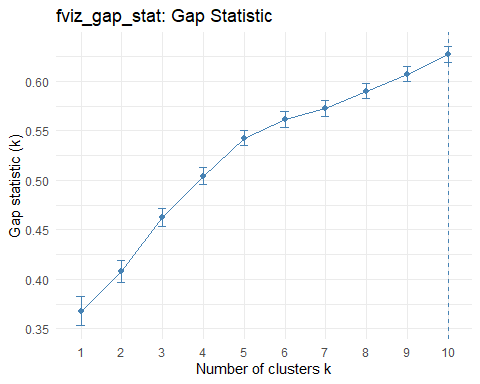 fviz_gap_stat: Gap Statistic
Gap statistic (k)
0.60
0.55
0.50
0.45
0.40
0.35
1 2 3 4 5 6 7 8 9 10
Number of clusters k